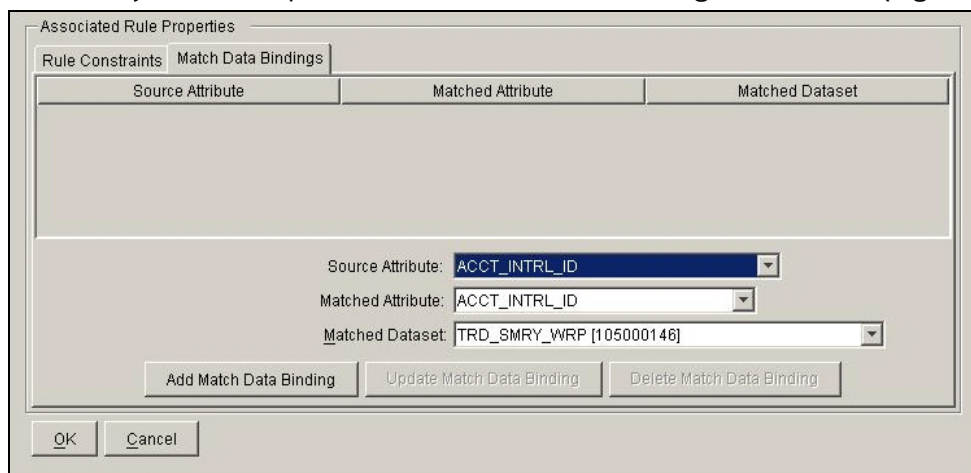 Associated Rule Properties
Rule Constraints Match Data Bindings
Source Attribute Matched Attribute Matched Dataset
Source Attribute: ACCT_INTRL_ID
Matched Attribute: ACCT_INTRL_ID
Matched Dataset: TRD_SMRY_WRP [105000146]
Add Match Data Binding Update Match Data Binding Delete Match Data Binding
OK Cancel